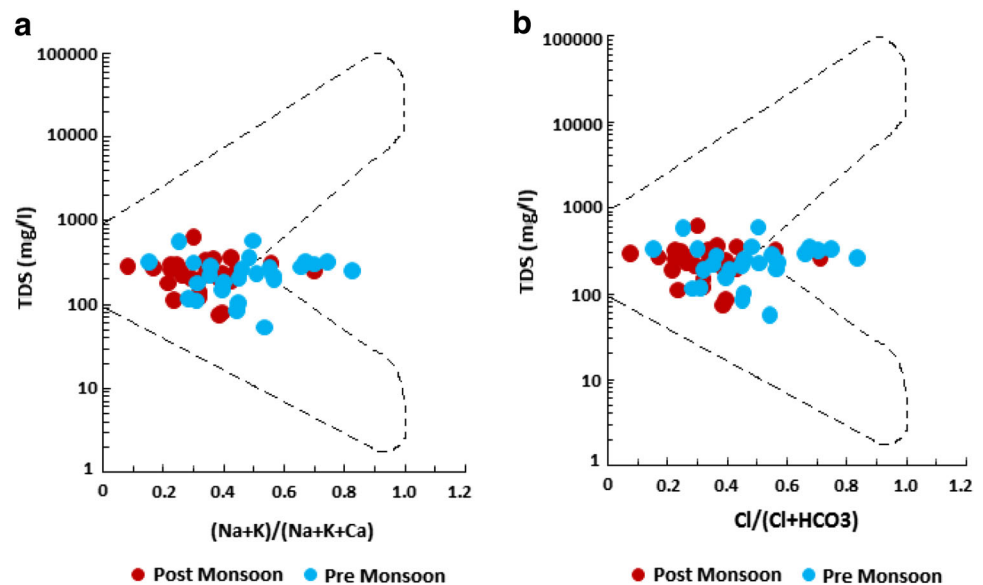 a
100000
10000
1000
100
10
1
TDS (mg/l)
0 0.2 0.4 0.6 0.8 1.0 1.2
(Na+K)/(Na+K+Ca)
Post Monsoon Pre Monsoon
b
100000
10000
1000
100
10
1
TDS (mg/l)
0 0.2 0.4 0.6 0.8 1.0 1.2
Cl/(Cl+HCO3)
Post Monsoon Pre Monsoon